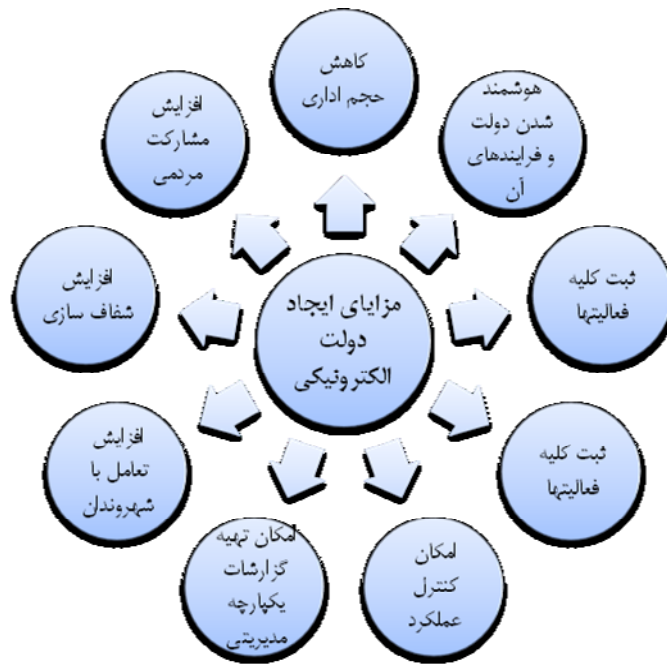 مزایای ایجاد
دولت
الکترونیکی
کاهش
حجم اداری
هوشمند
شدن دولت
و فرایندهای
آن
ثبت کلیه
فعالیتها
ثبت کلیه
فعالیتها
امکان
کنترل
عملکرد
امکان تهیه
گزارشات
یکپارچه
مدیریتی
افزایش
تعامل با
شهروندان
افزایش
شفاف سازی
افزایش
مشارکت
مردمی